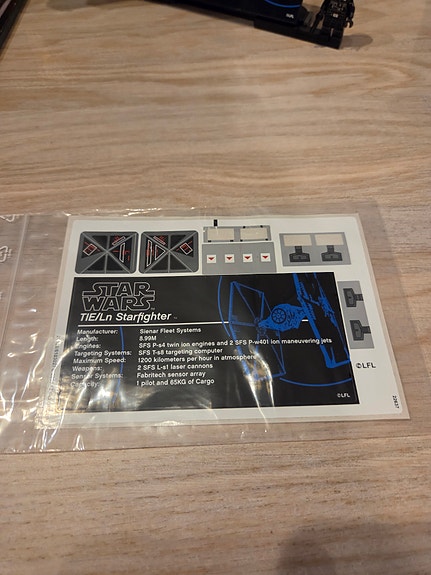 STAR
WARS
TIE/Ln Starfighter TM
Manufacturer: Sienar Fleet Systems
Length: 8.99M
Engines: SFS P-s4 twin ion engines and 2 SFS P-w401 ion maneuvering jets
Targeting Systems: SFS T-s8 targeting computer
Maximum Speed: 1200 kilometers per hour in atmosphere
Weapons: 2 SFS L-s1 laser cannons
Sensor Systems: Fabritech sensor array
Capacity: 1 pilot and 65KG of Cargo
©LFL
©LFL